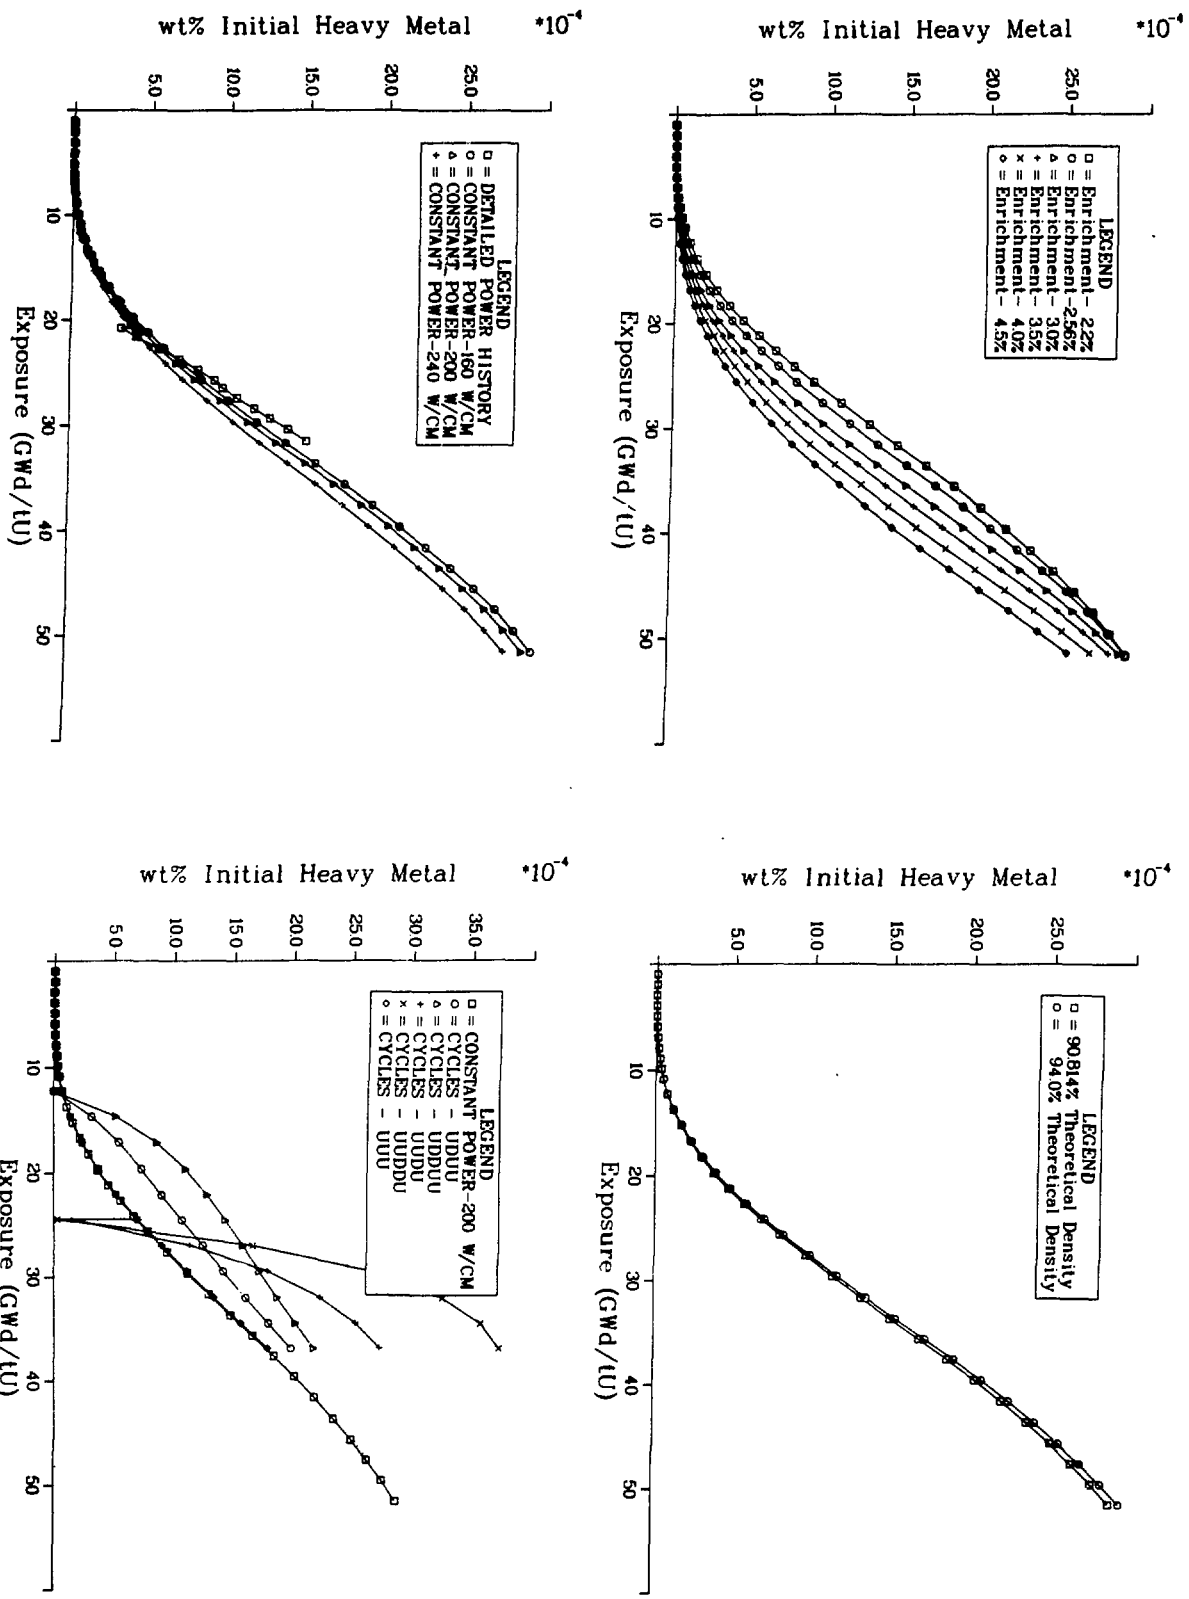 *10-4
25.0
20.0
15.0
10.0
5.0
wt% Initial Heavy Metal
LEGEND
□ = Enrichment- 2.2%
○ = Enrichment-2.56%
△ = Enrichment- 3.0%
+ = Enrichment- 3.5%
× = Enrichment- 4.0%
◇ = Enrichment- 4.5%
10
20
30
40
50
Exposure (GWd/tU)
*10-4
25.0
20.0
15.0
10.0
5.0
wt% Initial Heavy Metal
LEGEND
□ = 90.814% Theoretical Density
○ = 94.0% Theoretical Density
10
20
30
40
50
Exposure (GWd/tU)
*10-4
25.0
20.0
15.0
10.0
5.0
wt% Initial Heavy Metal
LEGEND
□ = DETAILED POWER HISTORY
○ = CONSTANT POWER-160 W/CM
△ = CONSTANT POWER-200 W/CM
+ = CONSTANT POWER-240 W/CM
10
20
30
40
50
Exposure (GWd/tU)
*10-4
35.0
30.0
25.0
20.0
15.0
10.0
5.0
wt% Initial Heavy Metal
LEGEND
□ = CONSTANT POWER-200 W/CM
○ = CYCLES - UDUU
△ = CYCLES - UDDUU
+ = CYCLES - UUDU
× = CYCLES - UUDDU
◇ = CYCLES - UUU
10
20
30
40
50
Exposure (GWd/tU)